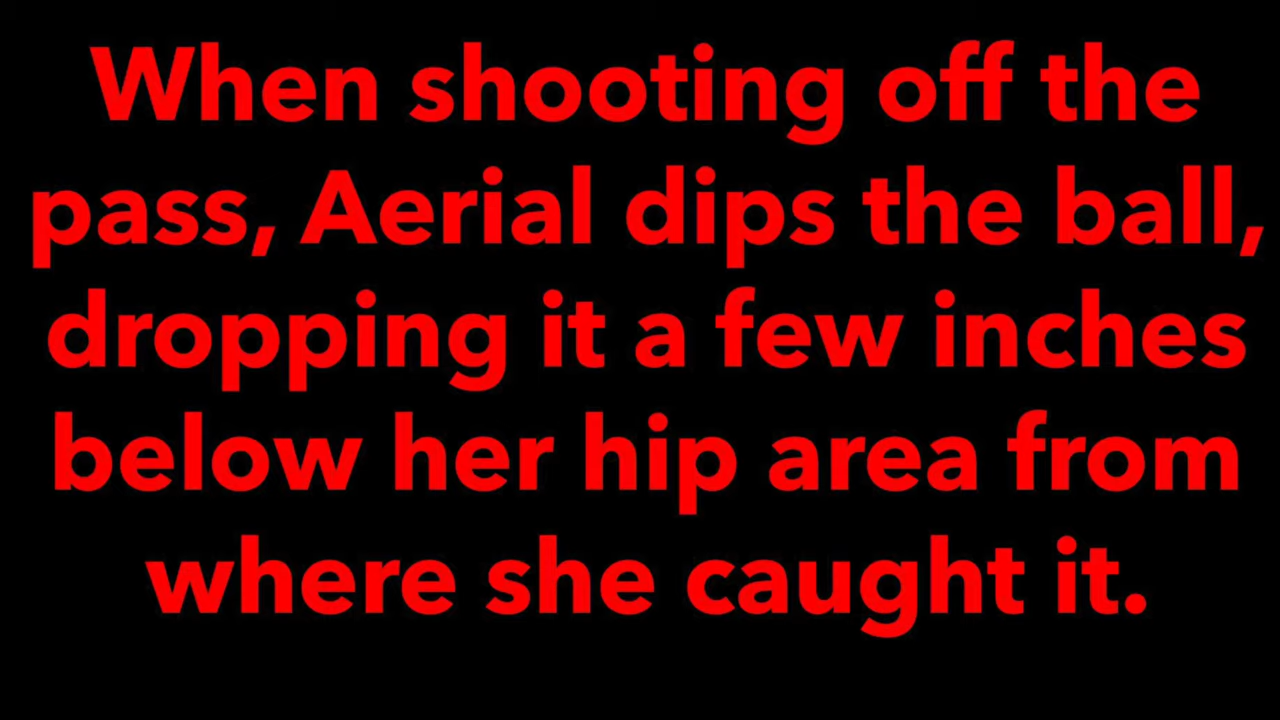 When shooting off the
pass, Aerial dips the ball,
dropping it a few inches
below her hip area from
where she caught it.